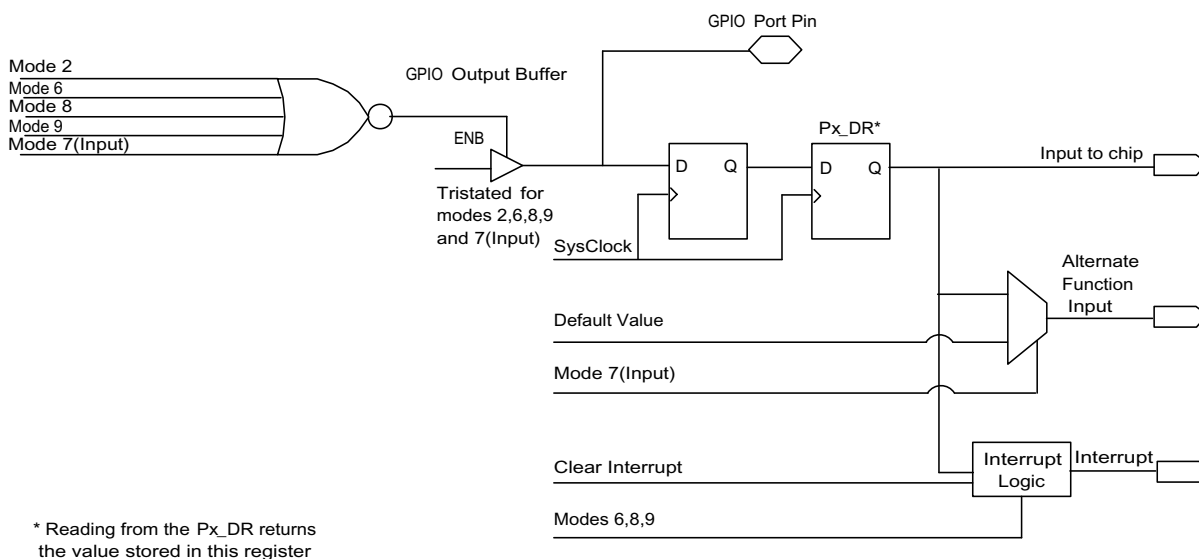 GPIO Port Pin
Mode 2
Mode 6
Mode 8
Mode 9
Mode 7(Input)
GPIO Output Buffer
ENB
Tristated for
modes 2,6,8,9
and 7(Input)
SysClock
D Q
Px_DR*
D Q
Input to chip
Alternate
Function
Input
Default Value
Mode 7(Input)
Clear Interrupt
Interrupt
Logic
Interrupt
Modes 6,8,9
* Reading from the Px_DR returns
the value stored in this register